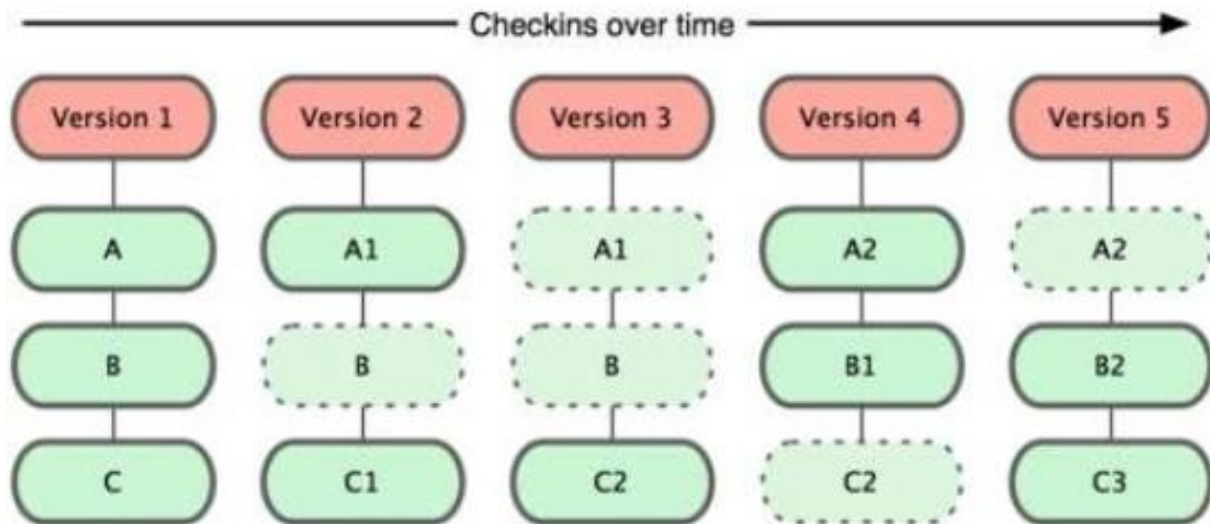 Checkins over time
Version 1 Version 2 Version 3 Version 4 Version 5
A A1 A1 A2 A2
B B B B1 B2
C C1 C2 C2 C3